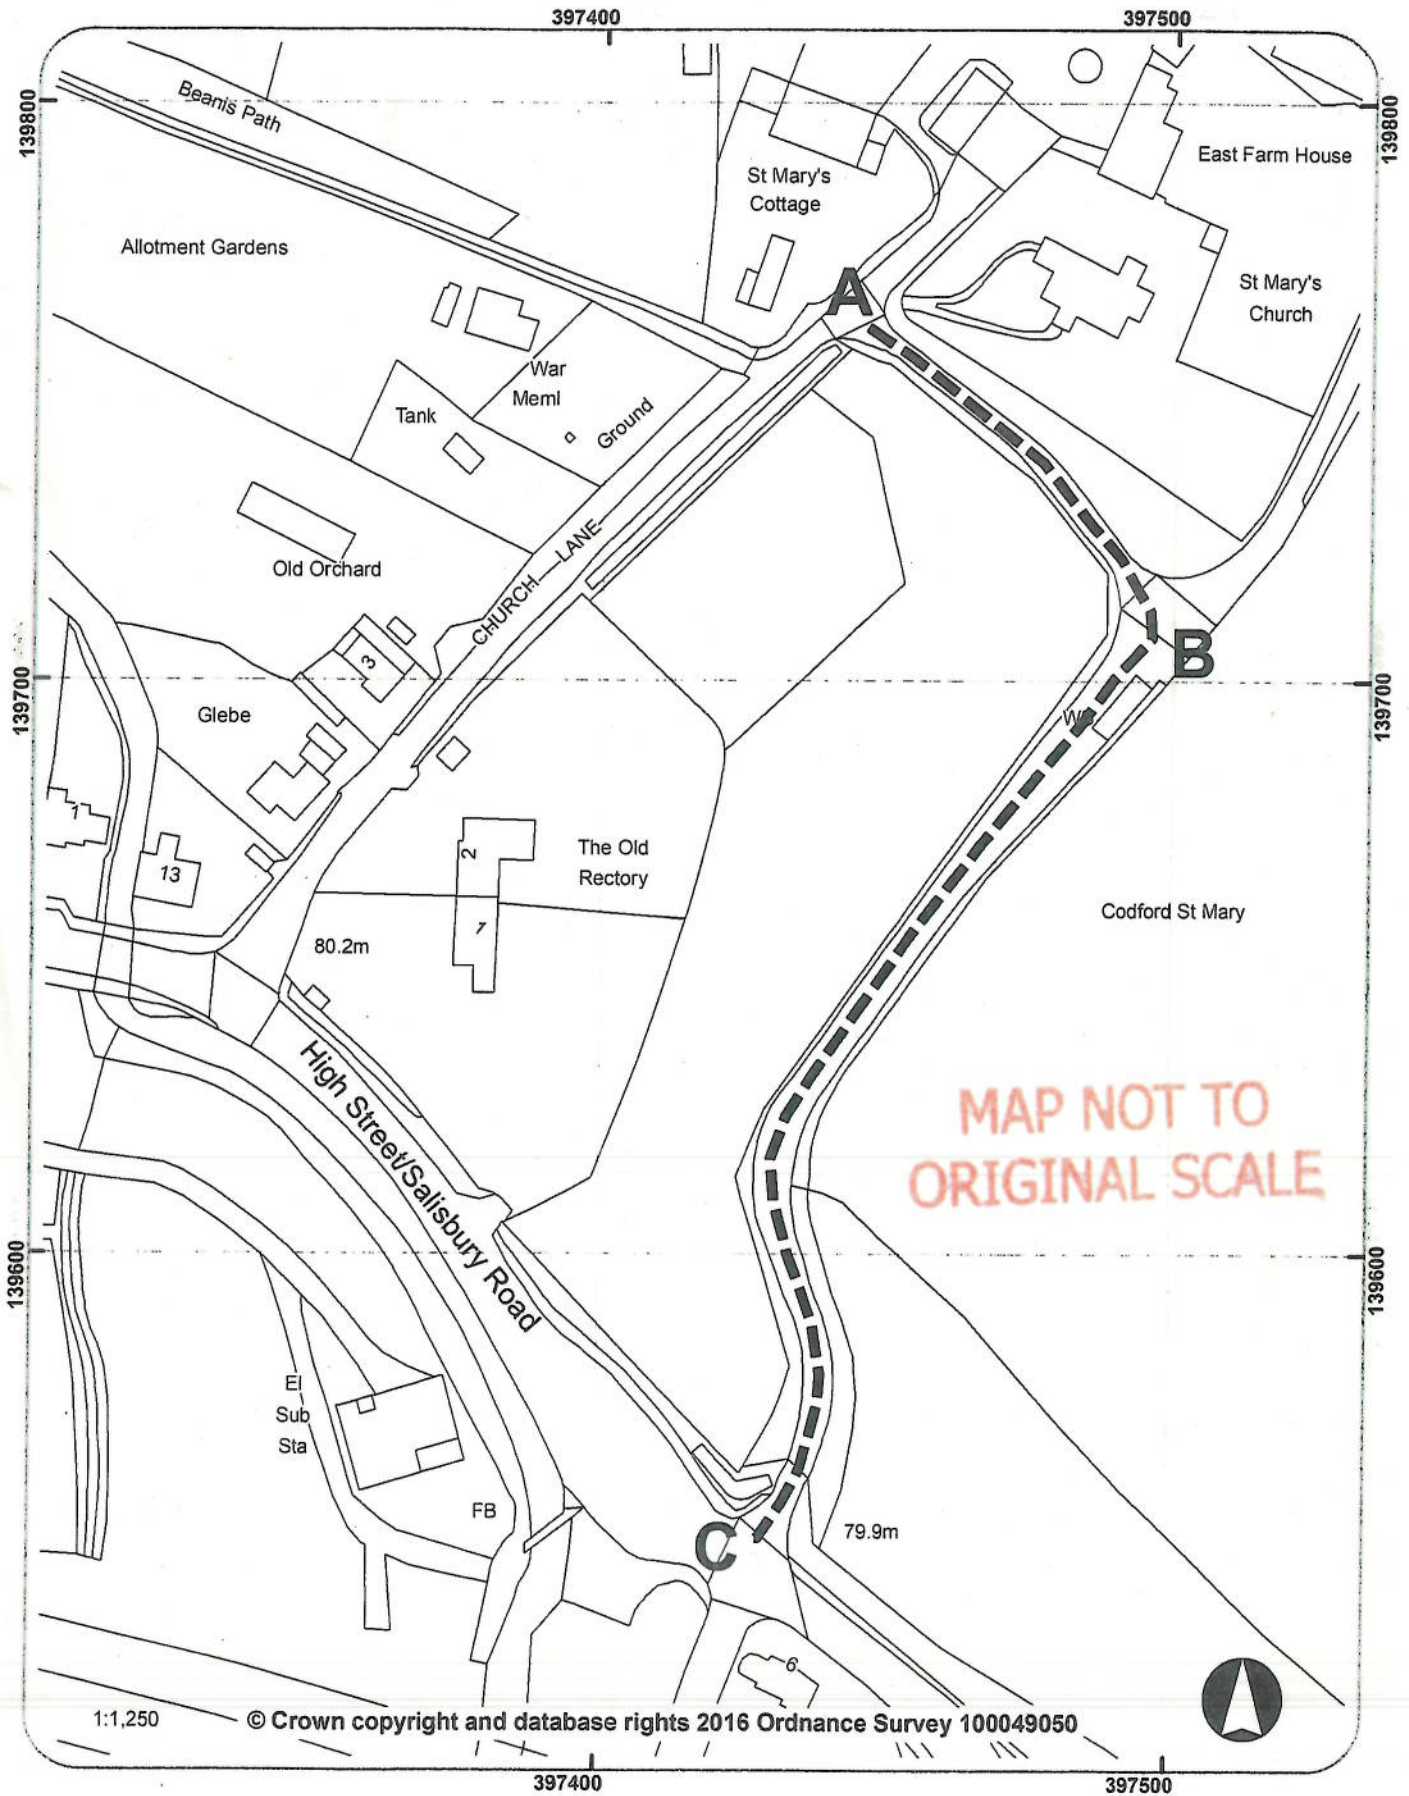 397400
397500
139800
139800
Beanis Path
East Farm House
St Mary's
Cottage
Allotment Gardens
A
St Mary's
Church
War
Meml
Ground
Tank
CHURCH LANE
Old Orchard
3
B
139700
139700
Glebe
1
13
2
The Old
Rectory
7
Codford St Mary
80.2m
High Street/Salisbury Road
MAP NOT TO
ORIGINAL SCALE
139600
139600
El
Sub
Sta
FB
C
79.9m
6
1:1,250
© Crown copyright and database rights 2016 Ordnance Survey 100049050
397400
397500